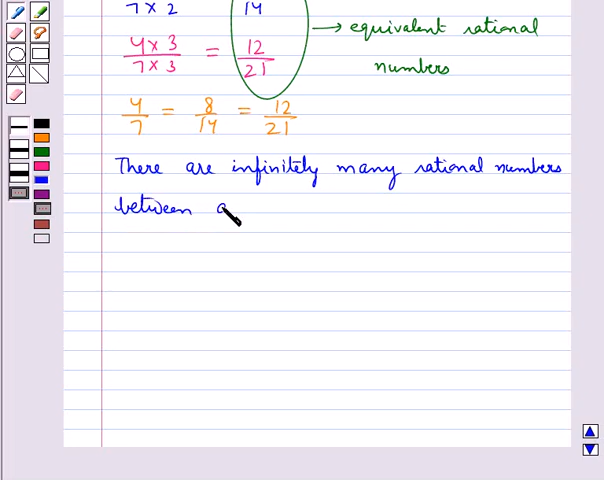 7 × 2 14
4 × 3 / 7 × 3 = 12 / 21 → equivalent rational
numbers
4/7 = 8/14 = 12/21
There are infinitely many rational numbers
between